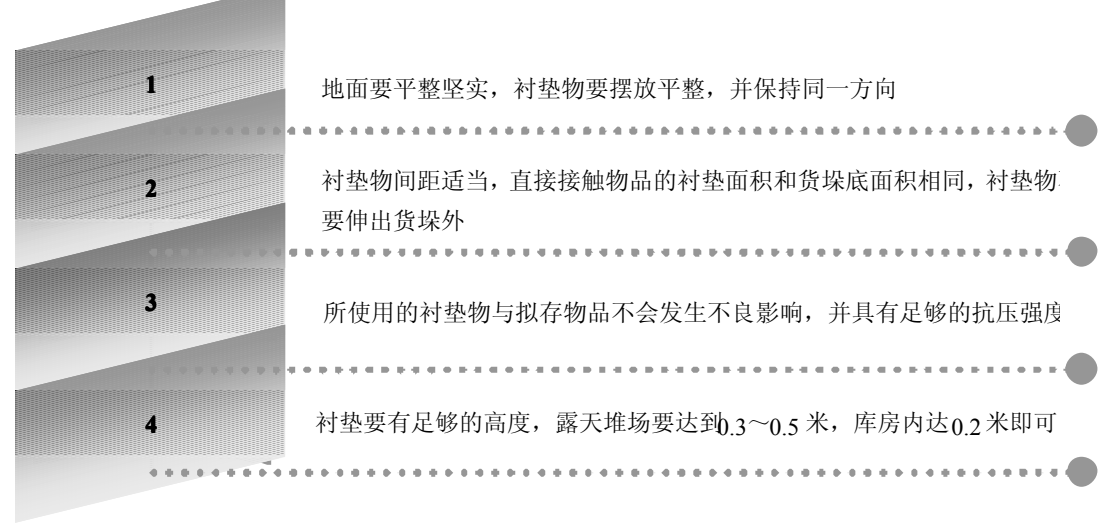 1
地面要平整坚实，衬垫物要摆放平整，并保持同一方向
2
衬垫物间距适当，直接接触物品的衬垫面积和货垛底面积相同，衬垫物
要伸出货垛外
3
所使用的衬垫物与拟存物品不会发生不良影响，并具有足够的抗压强度
4
衬垫要有足够的高度，露天堆场要达到0.3～0.5米，库房内达0.2米即可